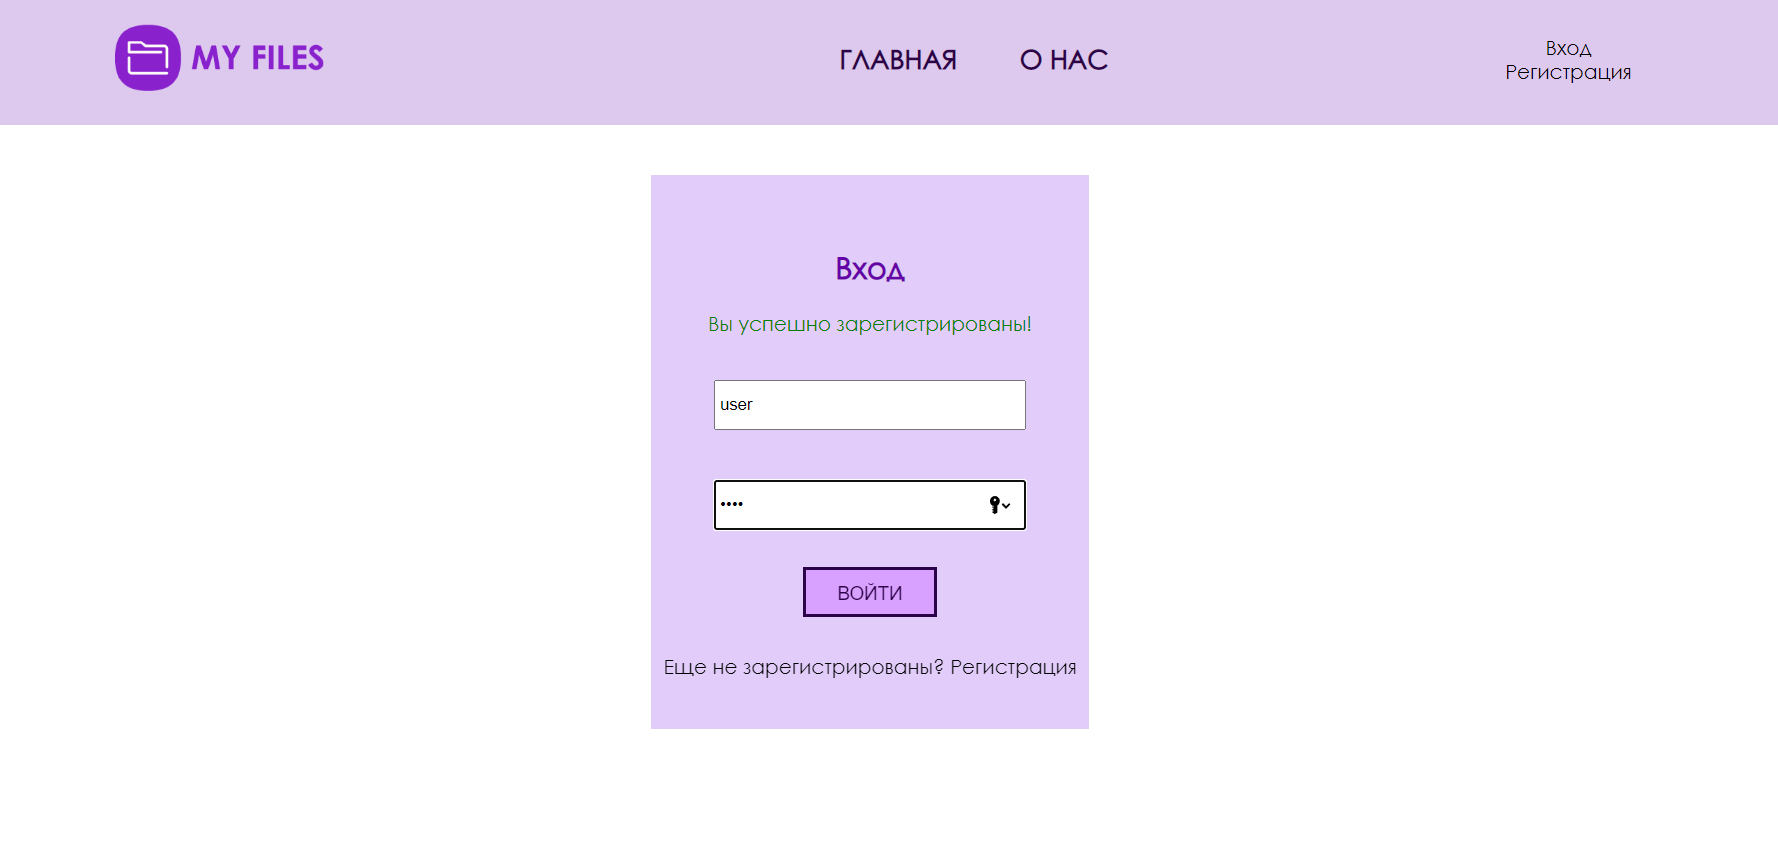 MY FILES
ГЛАВНАЯ
О НАС
Вход
Регистрация
Вход
Вы успешно зарегистрированы!
user
••••
ВОЙТИ
Еще не зарегистрированы? Регистрация